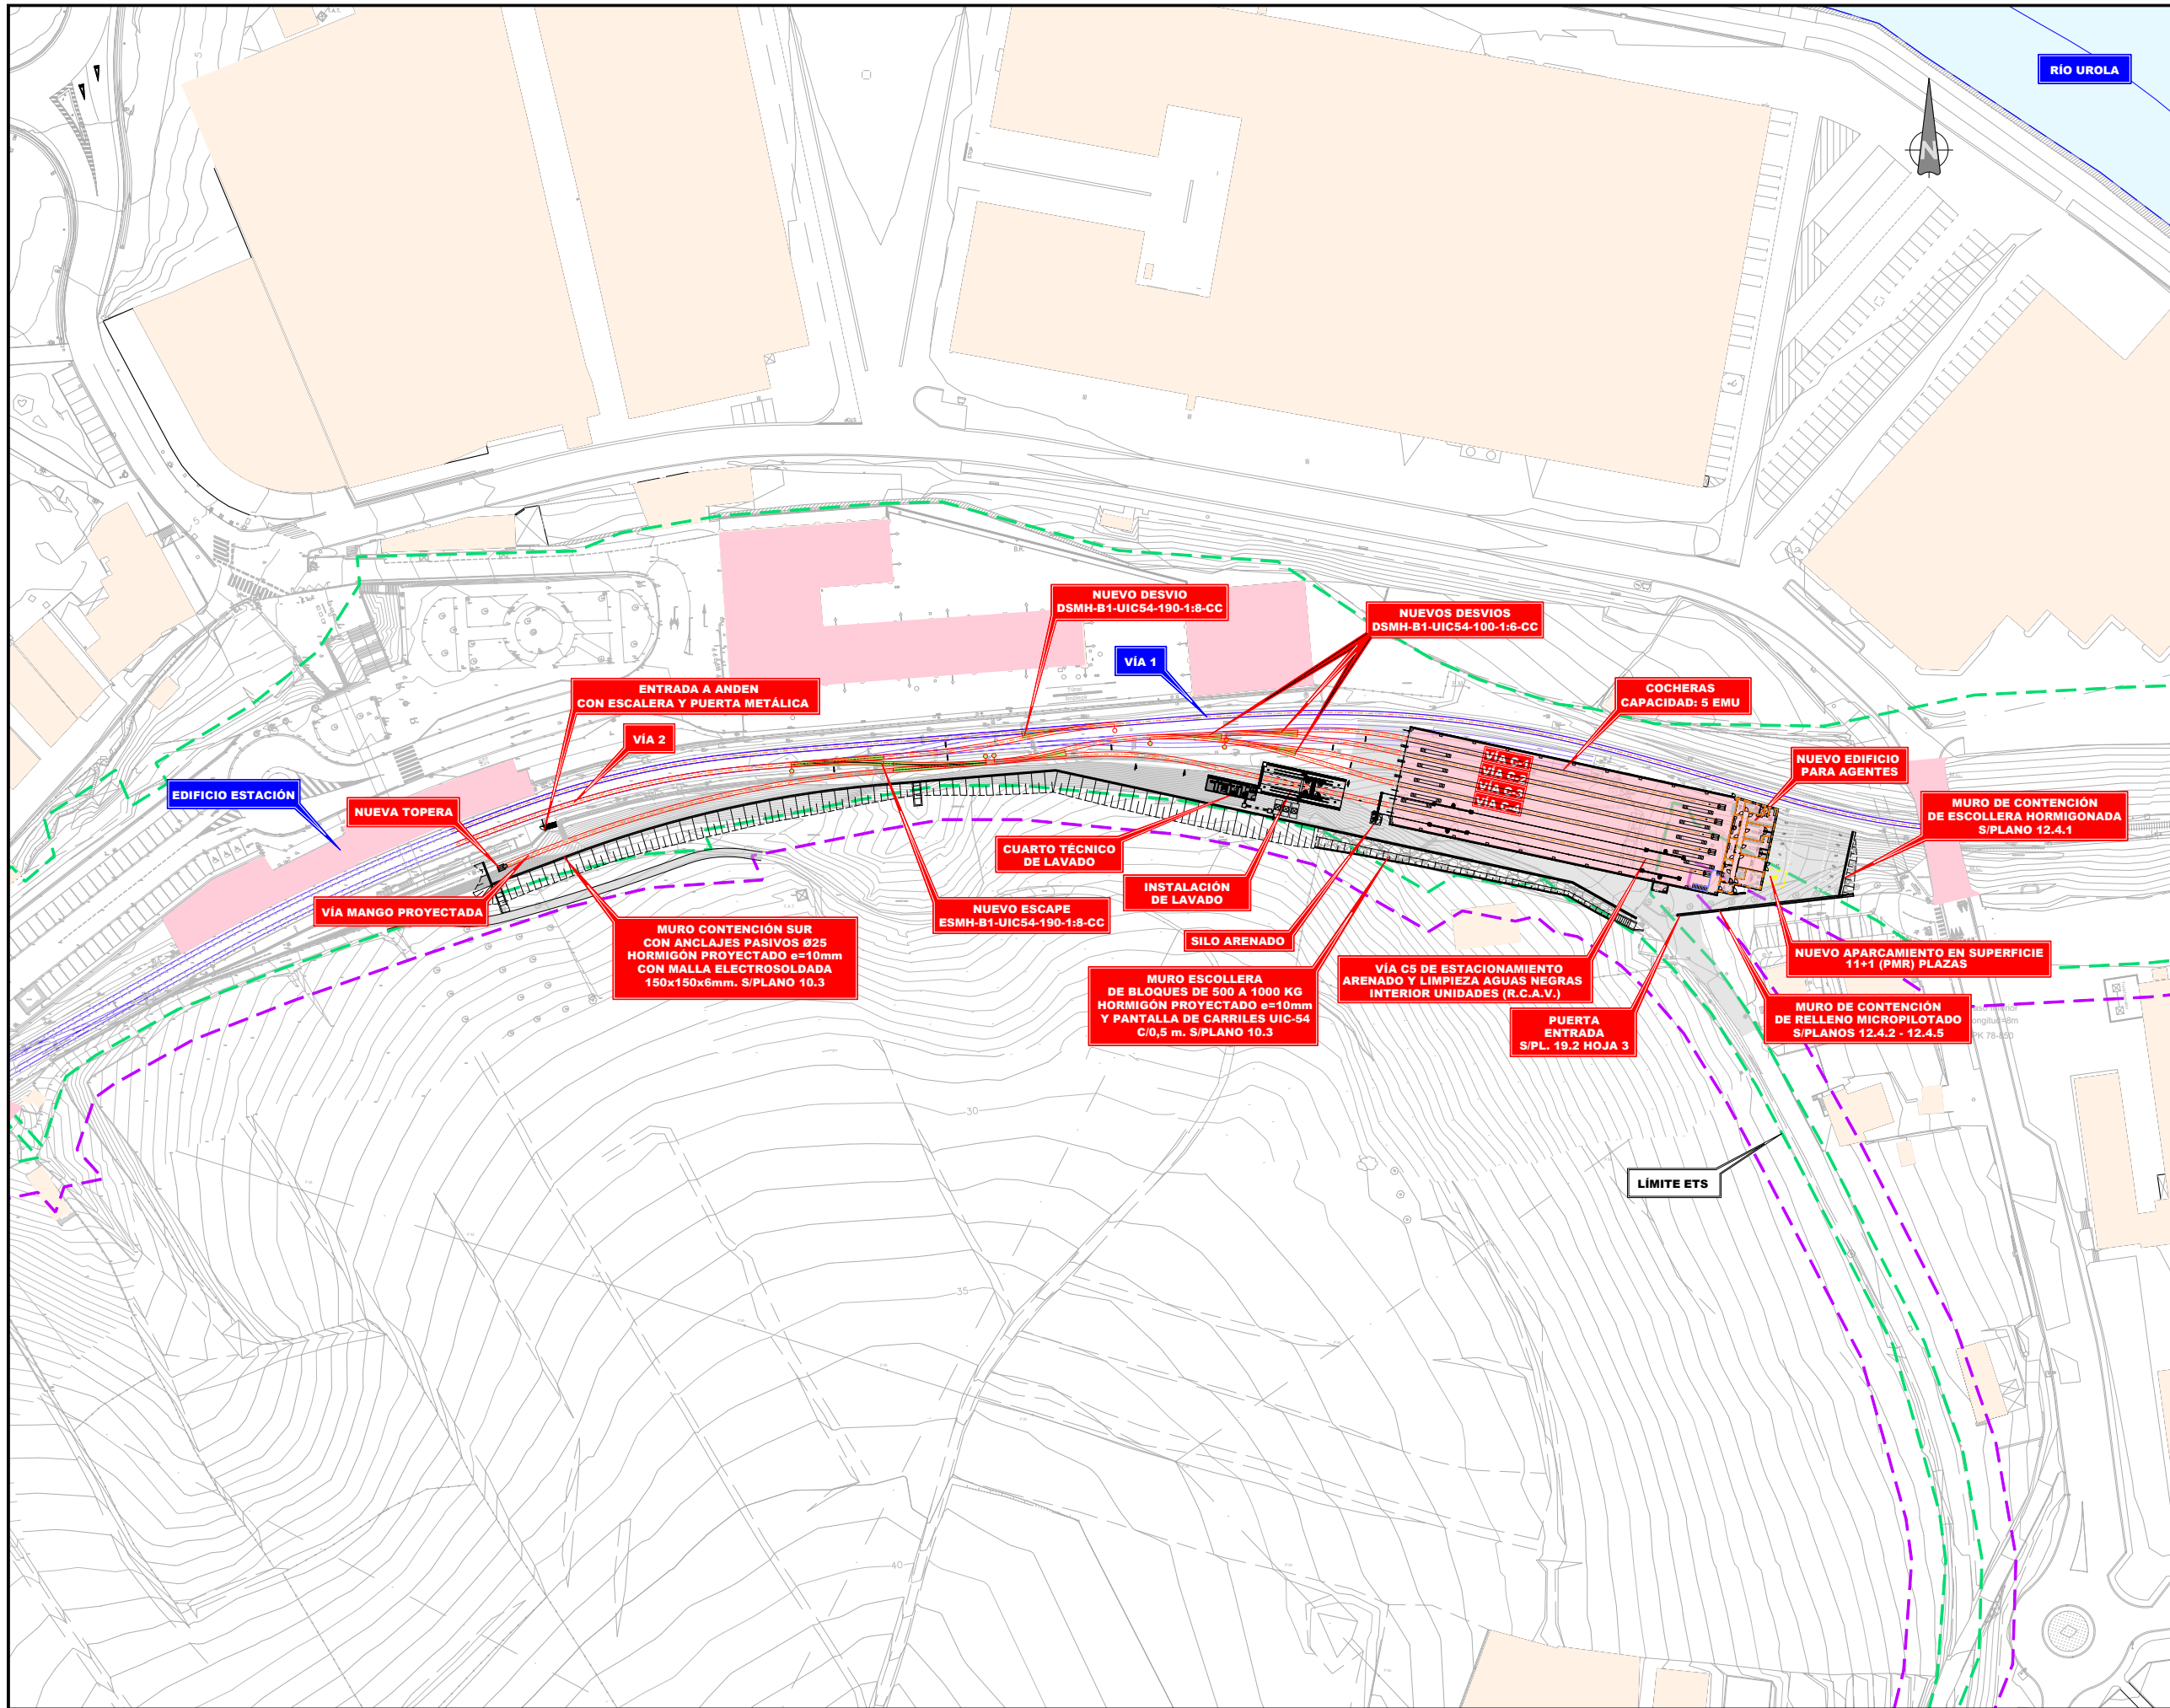 RÍO UROLA
N
NUEVO DESVIO
DSMH-B1-UIC54-190-1:8-CC
NUEVOS DESVIOS
DSMH-B1-UIC54-100-1:6-CC
VÍA 1
ENTRADA A ANDEN
CON ESCALERA Y PUERTA METÁLICA
COCHERAS
CAPACIDAD: 5 EMU
VÍA 2
NUEVO EDIFICIO
PARA AGENTES
VÍA C-1
VÍA C-2
VÍA C-3
VÍA C-4
EDIFICIO ESTACIÓN
NUEVA TOPERA
MURO DE CONTENCIÓN
DE ESCOLLERA HORMIGONADA
S/PLANO 12.4.1
CUARTO TÉCNICO
DE LAVADO
INSTALACIÓN
DE LAVADO
VÍA MANGO PROYECTADA
NUEVO ESCAPE
ESMH-B1-UIC54-190-1:8-CC
SILO ARENADO
MURO CONTENCIÓN SUR
CON ANCLAJES PASIVOS Ø25
HORMIGÓN PROYECTADO e=10mm
CON MALLA ELECTROSOLDADA
150x150x6mm. S/PLANO 10.3
NUEVO APARCAMIENTO EN SUPERFICIE
11+1 (PMR) PLAZAS
VÍA C5 DE ESTACIONAMIENTO
ARENADO Y LIMPIEZA AGUAS NEGRAS
INTERIOR UNIDADES (R.C.A.V.)
MURO ESCOLLERA
DE BLOQUES DE 500 A 1000 KG
HORMIGÓN PROYECTADO e=10mm
Y PANTALLA DE CARRILES UIC-54
C/0,5 m. S/PLANO 10.3
MURO DE CONTENCIÓN
DE RELLENO MICROPILOTADO
S/PLANOS 12.4.2 - 12.4.5
PUERTA
ENTRADA
S/PL. 19.2 HOJA 3
PK 78+850
30
LÍMITE ETS
35
40